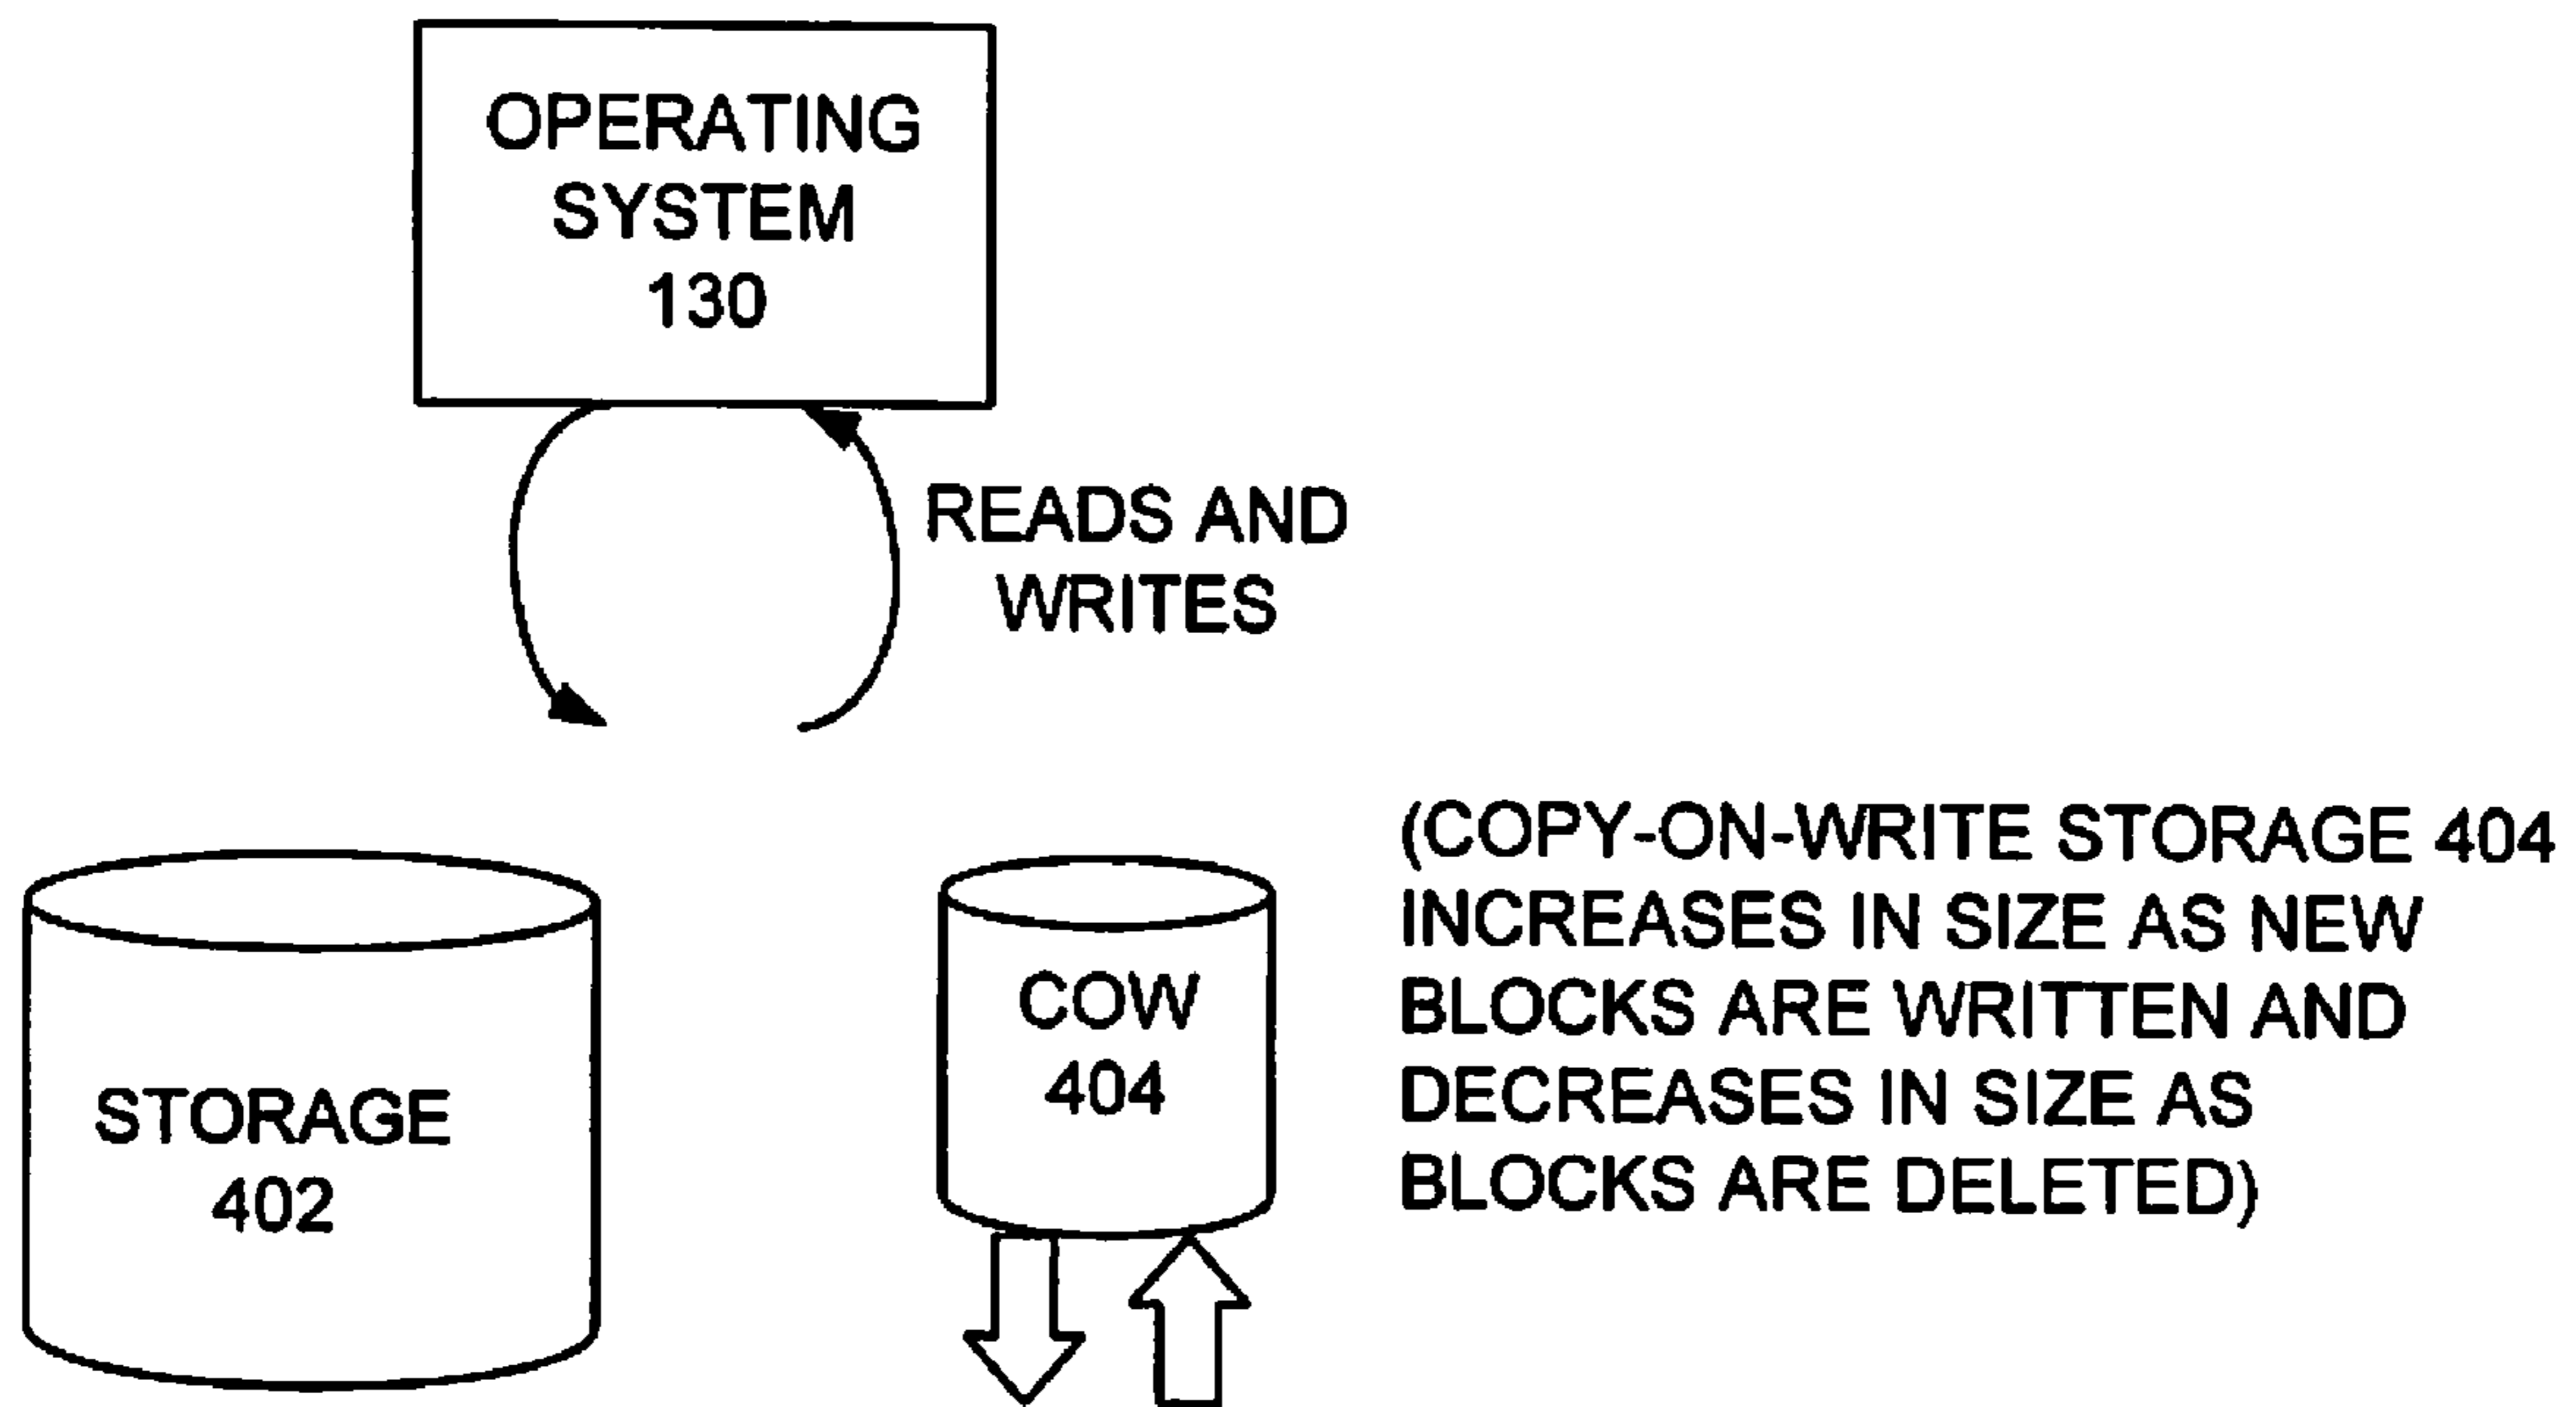 OPERATING
SYSTEM
130
READS AND
WRITES
STORAGE
402
COW
404
(COPY-ON-WRITE STORAGE 404
INCREASES IN SIZE AS NEW
BLOCKS ARE WRITTEN AND
DECREASES IN SIZE AS
BLOCKS ARE DELETED)